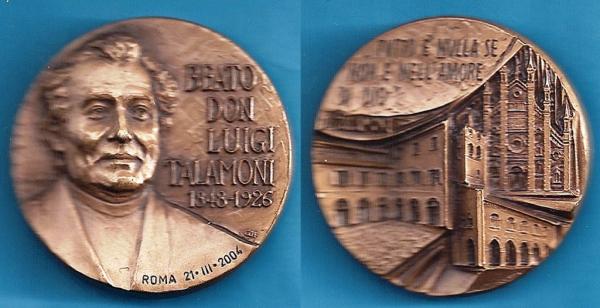 BEATO
DON
LUIGI
TALAMONI
1848-1926
ROMA 21·III·2004
TUTTO È NULLA SE
NON È NELL'AMORE
DI DIO".